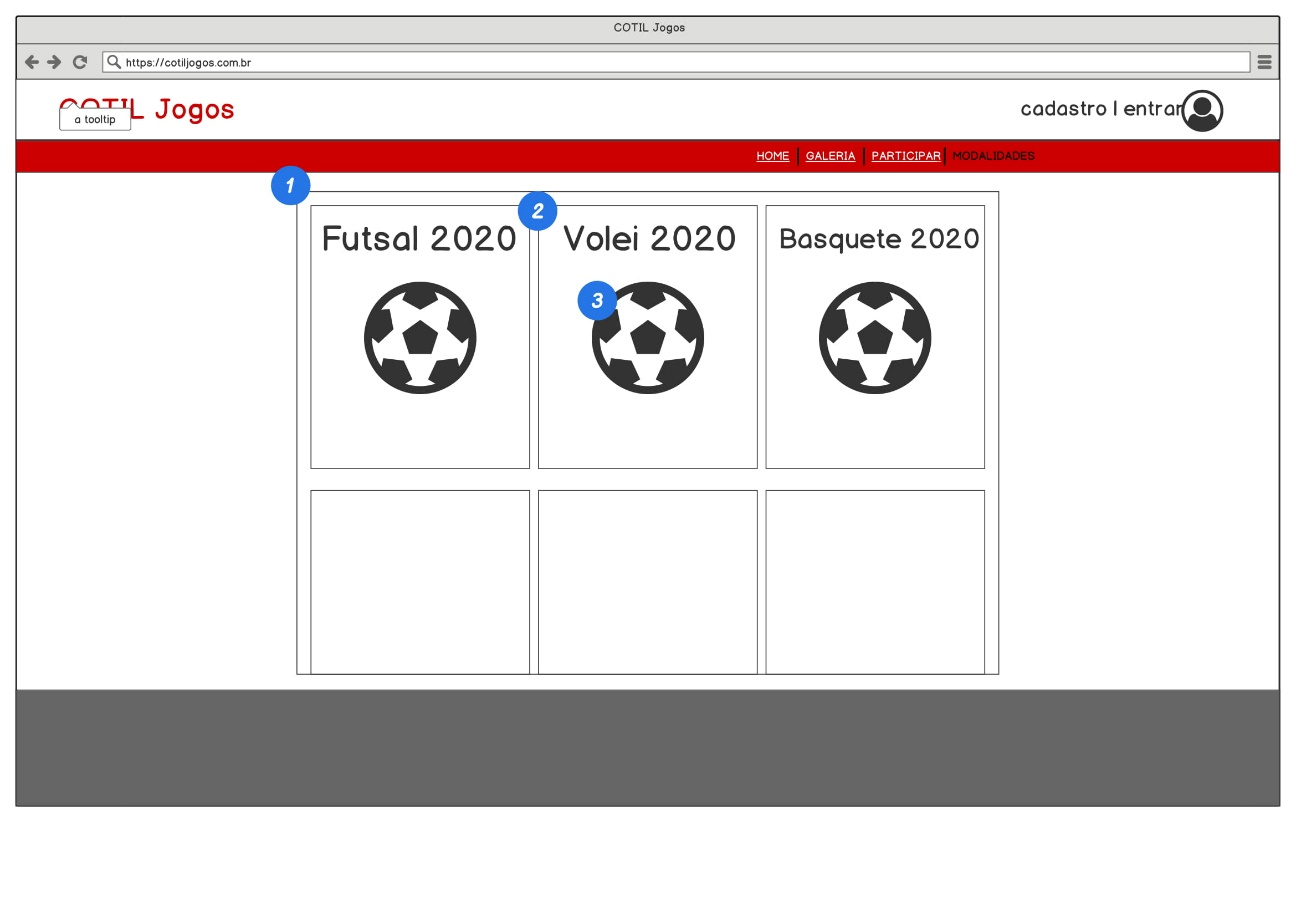 COTIL Jogos
https://cotiljogos.com.br
COTIL Jogos
a tooltip
cadastro | entrar
HOME | GALERIA | PARTICIPAR | MODALIDADES
1
2
Futsal 2020
Volei 2020
Basquete 2020
3